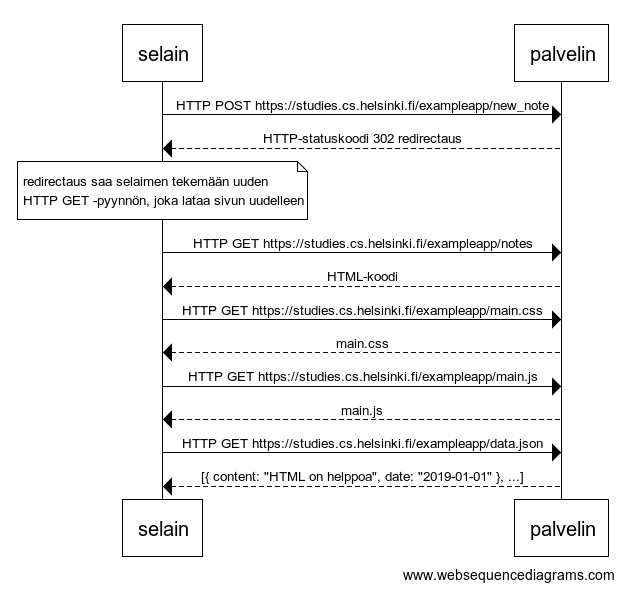 selain
palvelin
HTTP POST https://studies.cs.helsinki.fi/exampleapp/new_note
HTTP-statuskoodi 302 redirectaus
redirectaus saa selaimen tekemään uuden
HTTP GET -pyynnön, joka lataa sivun uudelleen
HTTP GET https://studies.cs.helsinki.fi/exampleapp/notes
HTML-koodi
HTTP GET https://studies.cs.helsinki.fi/exampleapp/main.css
main.css
HTTP GET https://studies.cs.helsinki.fi/exampleapp/main.js
main.js
HTTP GET https://studies.cs.helsinki.fi/exampleapp/data.json
[{ content: "HTML on helppoa", date: "2019-01-01" }, ...]
selain
palvelin
www.websequencediagrams.com